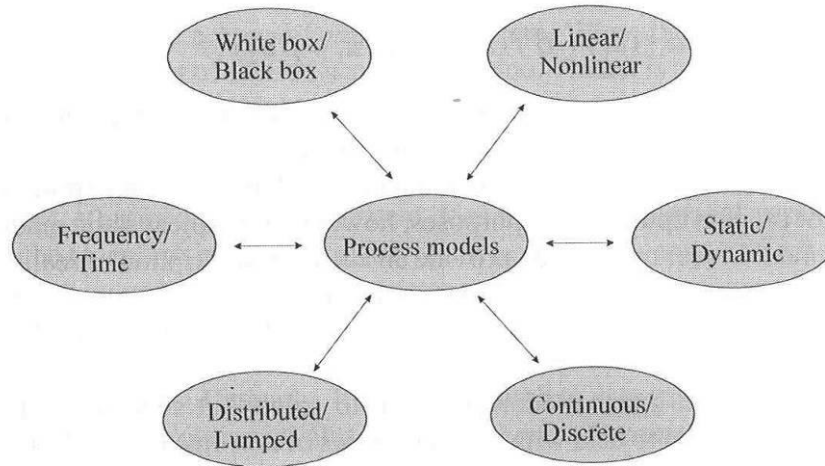 White box/
Black box
Linear/
Nonlinear
Frequency/
Time
Process models
Static/
Dynamic
Distributed/
Lumped
Continuous/
Discrete